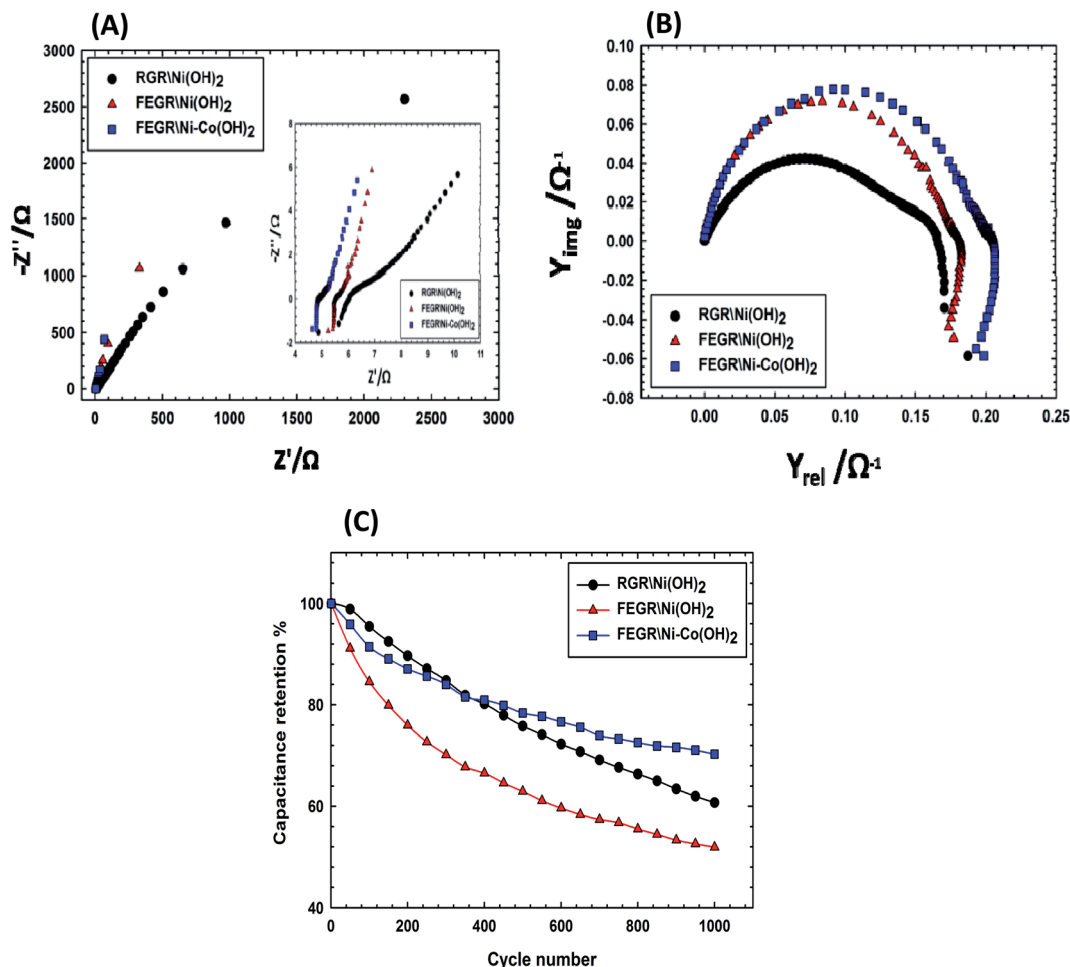 (A)
3000
2500
2000
1500
1000
500
0
-Z''/Ω
RGR\Ni(OH)2
FEGR\Ni(OH)2
FEGR\Ni-Co(OH)2
8
6
4
2
0
-2
-Z''/Ω
RGR\Ni(OH)2
FEGR\Ni(OH)2
FEGR\Ni-Co(OH)2
4 5 6 7 8 9 10 11
Z'/Ω
0 500 1000 1500 2000 2500 3000
Z'/Ω
(B)
0.10
0.08
0.06
0.04
0.02
0.00
-0.02
-0.04
-0.06
-0.08
Yimg /Ω-1
RGR\Ni(OH)2
FEGR\Ni(OH)2
FEGR\Ni-Co(OH)2
0.00 0.05 0.10 0.15 0.20 0.25
Yrel /Ω-1
(C)
100
80
60
40
Capacitance retention %
RGR\Ni(OH)2
FEGR\Ni(OH)2
FEGR\Ni-Co(OH)2
0 200 400 600 800 1000
Cycle number